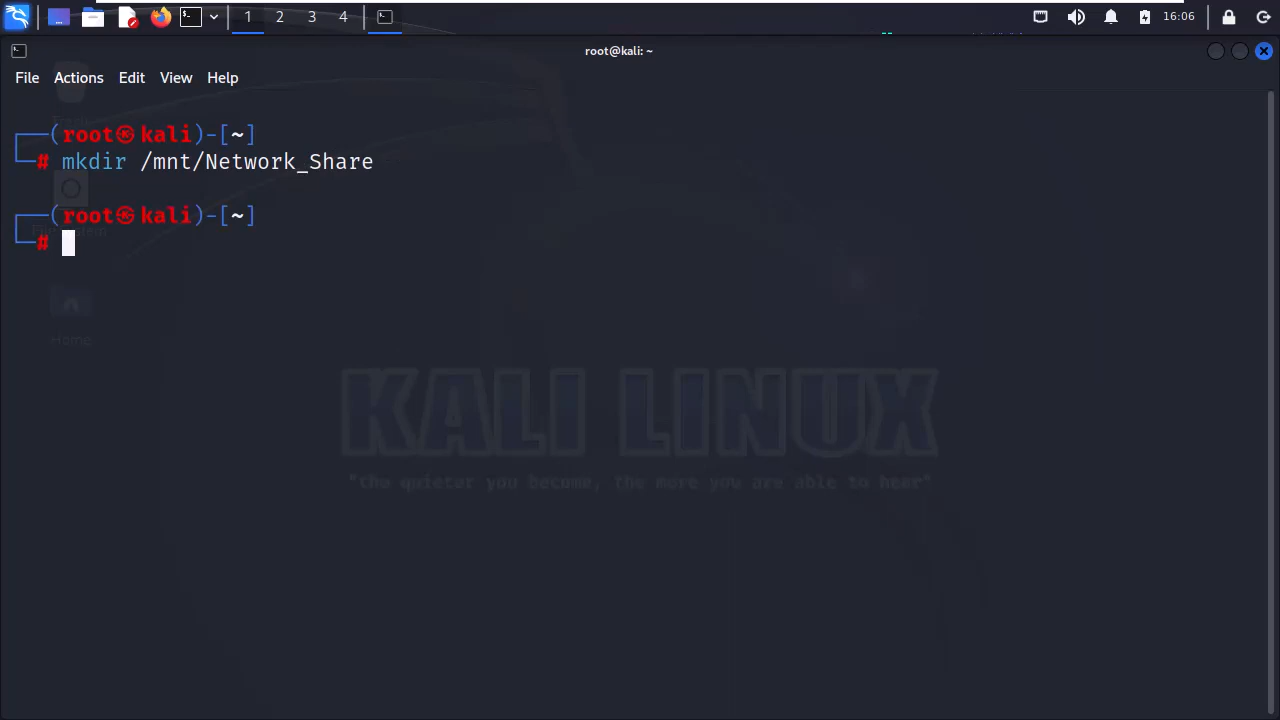 1 2 3 4 16:06
root@kali: ~
File Actions Edit View Help
┌──(root㉿kali)-[~]
└─# mkdir /mnt/Network_Share
┌──(root㉿kali)-[~]
└─#
Home
KALI LINUX
"the quieter you become, the more you are able to hear"